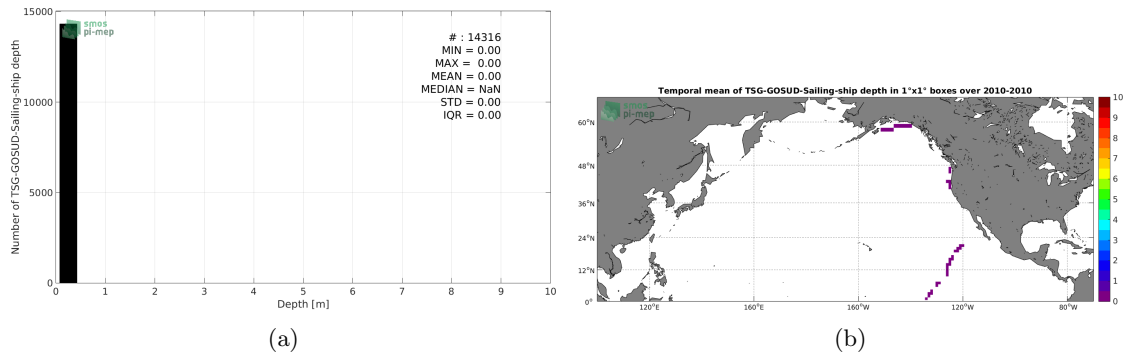 smos
pi-mep
# : 14316
MIN = 0.00
MAX = 0.00
MEAN = 0.00
MEDIAN = NaN
STD = 0.00
IQR = 0.00
15000
10000
5000
0
Number of TSG-GOSUD-Sailing-ship depth
0 1 2 3 4 5 6 7 8 9 10
Depth [m]
(a)
Temporal mean of TSG-GOSUD-Sailing-ship depth in 1°x1° boxes over 2010-2010
smos
pi-mep
60°N
48°N
36°N
24°N
12°N
0°
120°E 160°E 160°W 120°W 80°W
10
9
8
7
6
5
4
3
2
1
0
(b)